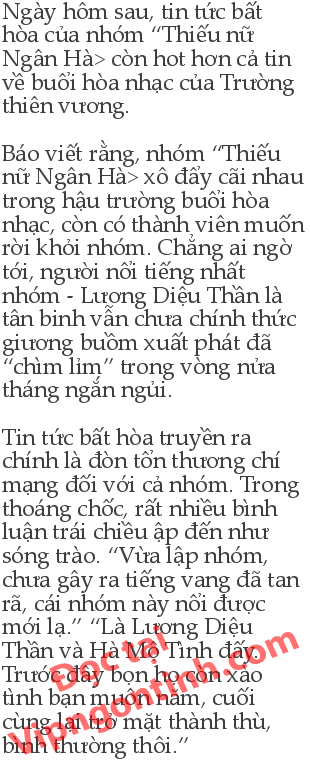 Ngày hôm sau, tin tức bất
hòa của nhóm “Thiếu nữ
Ngân Hà> còn hot hơn cả tin
về buổi hòa nhạc của Trường
thiên vương.
Báo viết rằng, nhóm “Thiếu
nữ Ngân Hà> xô đẩy cãi nhau
trong hậu trường buổi hòa
nhạc, còn có thành viên muốn
rời khỏi nhóm. Chẳng ai ngờ
tới, người nổi tiếng nhất
nhóm - Lương Diệu Thần là
tân binh vẫn chưa chính thức
giương buồm xuất phát đã
“chìm lỉm” trong vòng nửa
tháng ngắn ngủi.
Tin tức bất hòa truyền ra
chính là đòn tổn thương chí
mạng đối với cả nhóm. Trong
thoáng chốc, rất nhiều bình
luận trái chiều ập đến như
sóng trào. “Vừa lập nhóm,
chưa gây ra tiếng vang đã tan
rã, cái nhóm này nổi được
mới lạ.” “Là Lương Diệu
Thần và Hà Mộ Tình đấy.
Trước đây bọn họ còn xào
tình bạn muôn năm, cuối
cùng lại trở mặt thành thù,
bình thường thôi.”
Đọc tại
Vipngontinh.com